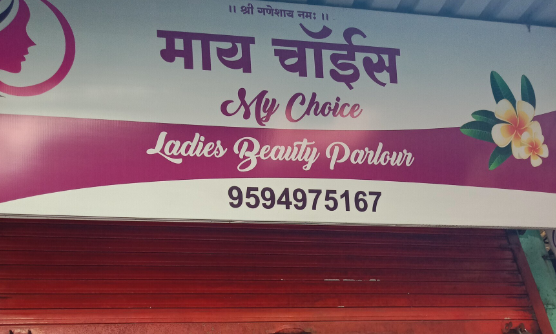 ॥ श्री गणेशाय नमः ॥
माय चॉईस
My Choice
Ladies Beauty Parlour
9594975167